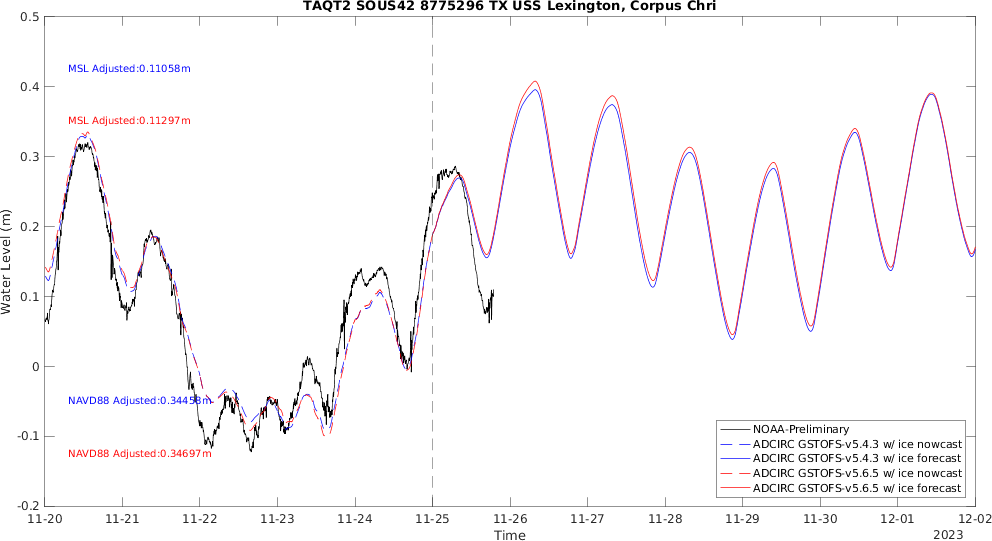 TAQT2 SOUS42 8775296 TX USS Lexington, Corpus Chri
0.5
0.4
0.3
0.2
0.1
0
-0.1
-0.2
Water Level (m)
MSL Adjusted:0.11058m
MSL Adjusted:0.11297m
NAVD88 Adjusted:0.34458m
NAVD88 Adjusted:0.34697m
NOAA-Preliminary
ADCIRC GSTOFS-v5.4.3 w/ ice nowcast
ADCIRC GSTOFS-v5.4.3 w/ ice forecast
ADCIRC GSTOFS-v5.6.5 w/ ice nowcast
ADCIRC GSTOFS-v5.6.5 w/ ice forecast
11-20 11-21 11-22 11-23 11-24 11-25 11-26 11-27 11-28 11-29 11-30 12-01 12-02
Time
2023